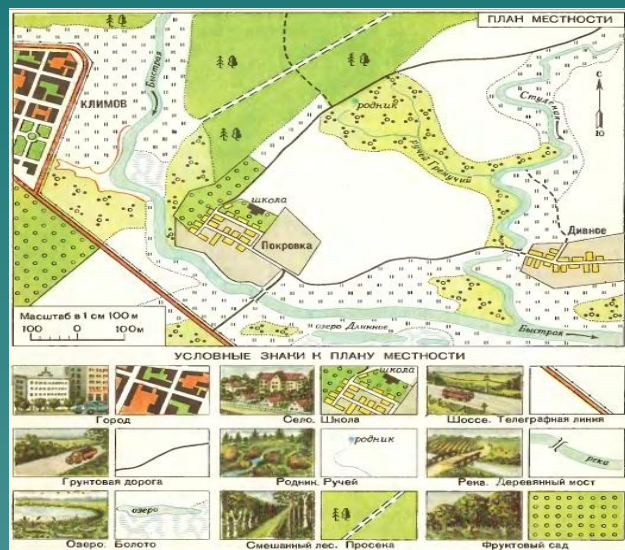 ПЛАН МЕСТНОСТИ
КЛИМОВ
Быстрая
родник
ручей Гремучий
Студеная
С
Ю
школа
Покровка
Дивное
Масштаб в 1 см 100 м
100 0 100 м
озеро Длинное
Быстрая
УСЛОВНЫЕ ЗНАКИ К ПЛАНУ МЕСТНОСТИ
школа
Город
Село. Школа
Шоссе. Телеграфная линия
родник
река
Грунтовая дорога
Родник. Ручей
Река. Деревянный мост
озеро
Озеро. Болото
Смешанный лес. Просека
Фруктовый сад